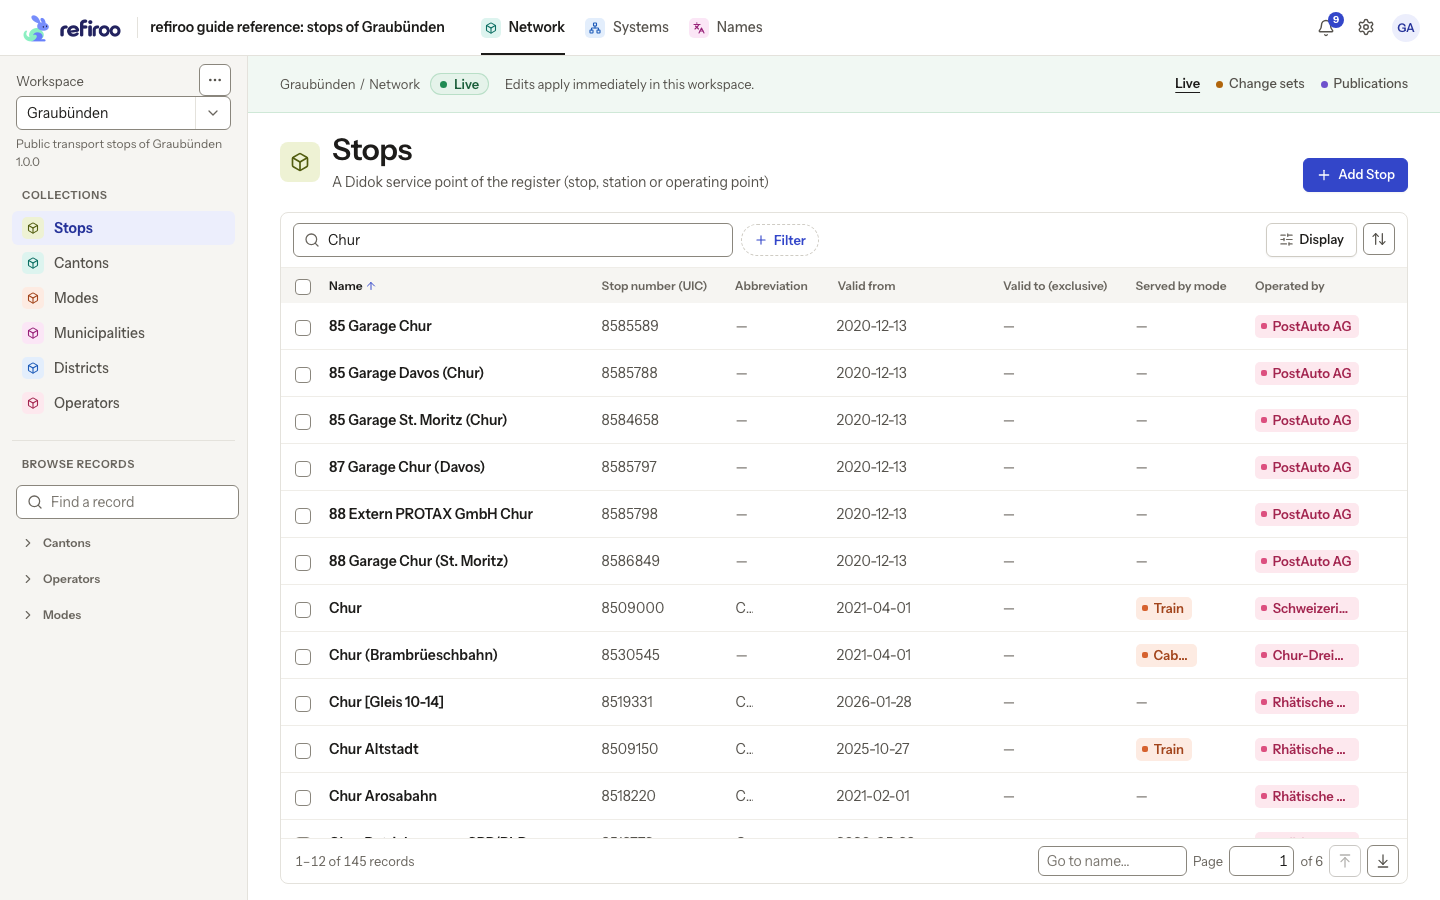 refiroo
refiroo guide reference: stops of Graubünden
Network
Systems
Names
9
GA
Workspace
Graubünden
Public transport stops of Graubünden
1.0.0
COLLECTIONS
Stops
Cantons
Modes
Municipalities
Districts
Operators
BROWSE RECORDS
Find a record
Cantons
Operators
Modes
Graubünden / Network
Live
Edits apply immediately in this workspace.
Live
Change sets
Publications
Stops
A Didok service point of the register (stop, station or operating point)
+ Add Stop
Chur
+ Filter
Display
Name ↑ Stop number (UIC) Abbreviation Valid from Valid to (exclusive) Served by mode Operated by
85 Garage Chur 8585589 — 2020-12-13 — — PostAuto AG
85 Garage Davos (Chur) 8585788 — 2020-12-13 — — PostAuto AG
85 Garage St. Moritz (Chur) 8584658 — 2020-12-13 — — PostAuto AG
87 Garage Chur (Davos) 8585797 — 2020-12-13 — — PostAuto AG
88 Extern PROTAX GmbH Chur 8585798 — 2020-12-13 — — PostAuto AG
88 Garage Chur (St. Moritz) 8586849 — 2020-12-13 — — PostAuto AG
Chur 8509000 C... 2021-04-01 — Train Schweizeri...
Chur (Brambrüeschbahn) 8530545 — 2021-04-01 — Cab... Chur-Drei...
Chur [Gleis 10-14] 8519331 C... 2026-01-28 — — Rhätische ...
Chur Altstadt 8509150 C... 2025-10-27 — Train Rhätische ...
Chur Arosabahn 8518220 C... 2021-02-01 — — Rhätische ...
1–12 of 145 records
Go to name...
Page
1
of 6